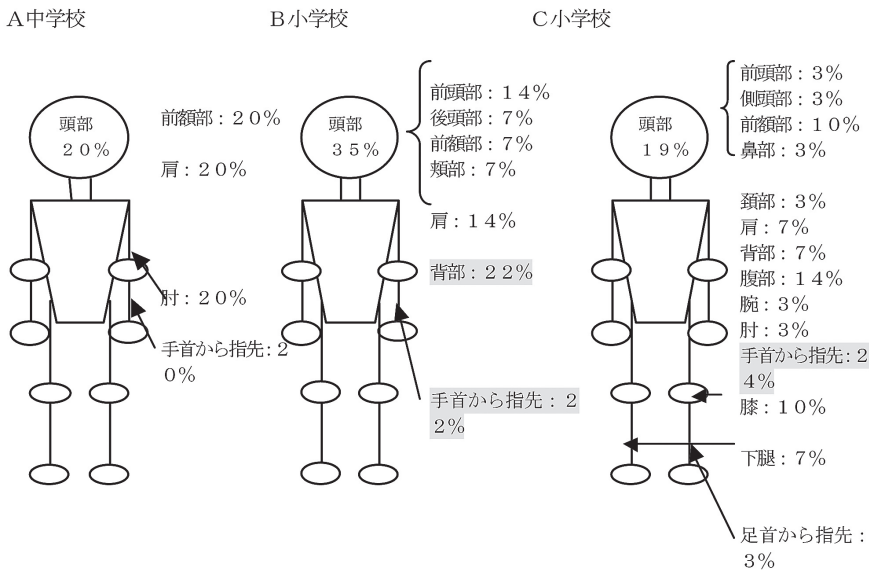 A中学校
頭部
20%
前額部：20%
肩：20%
肘：20%
手首から指先：2
0%
B小学校
頭部
35%
前頭部：14%
後頭部：7%
前額部：7%
頬部：7%
肩：14%
背部：22%
手首から指先：2
2%
C小学校
頭部
19%
前頭部：3%
側頭部：3%
前額部：10%
鼻部：3%
頚部：3%
肩：7%
背部：7%
腹部：14%
腕：3%
肘：3%
手首から指先：2
4%
膝：10%
下腿：7%
足首から指先：
3%